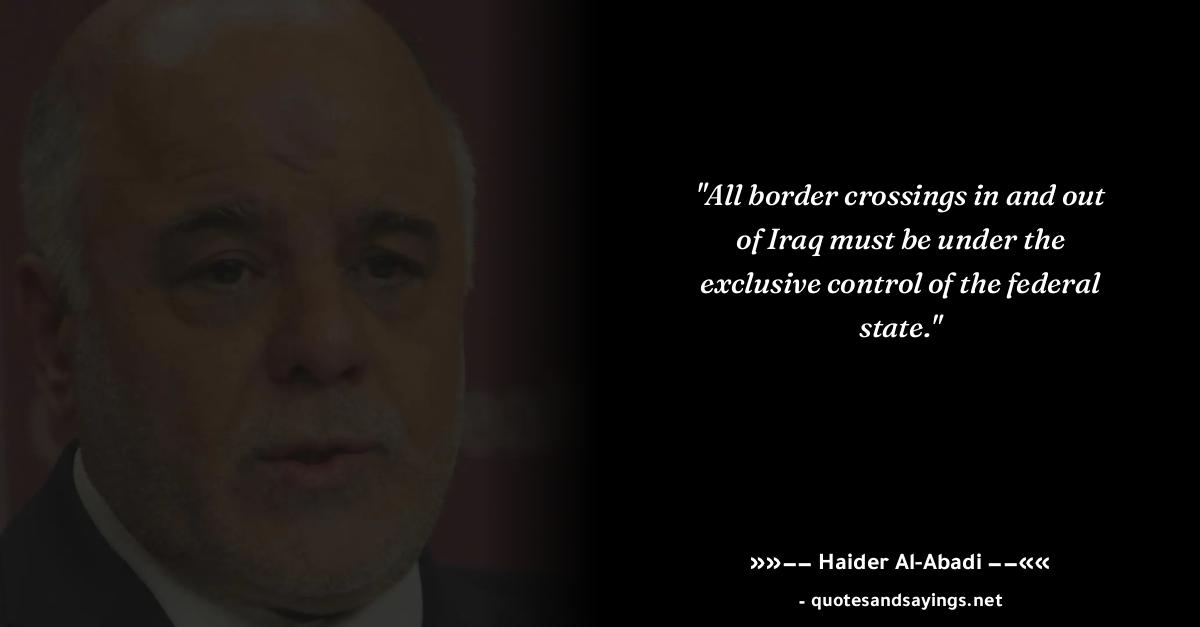 "All border crossings in and out
of Iraq must be under the
exclusive control of the federal
state."
»»−− Haider Al-Abadi −−««
- quotesandsayings.net